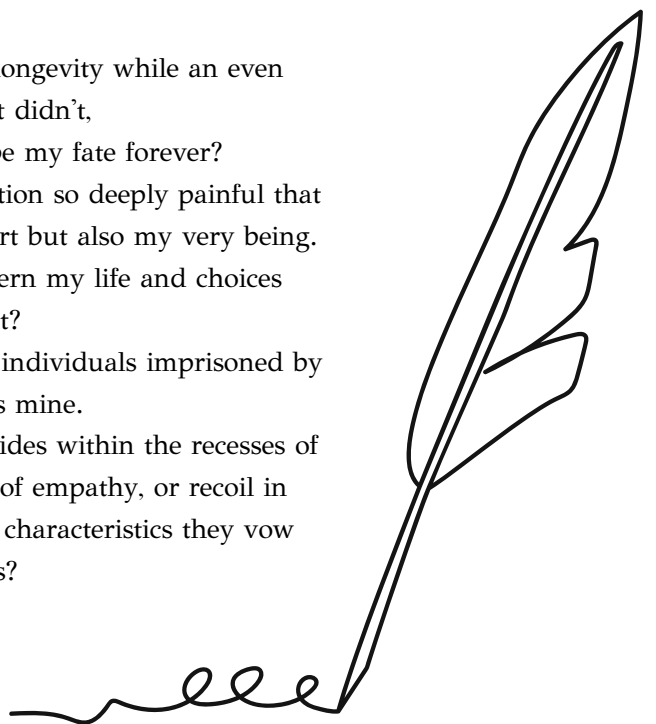 ongevity while an even
t didn't,
e my fate forever?
tion so deeply painful that
rt but also my very being.
ern my life and choices
t?
individuals imprisoned by
s mine.
ides within the recesses of
of empathy, or recoil in
characteristics they vow
s?